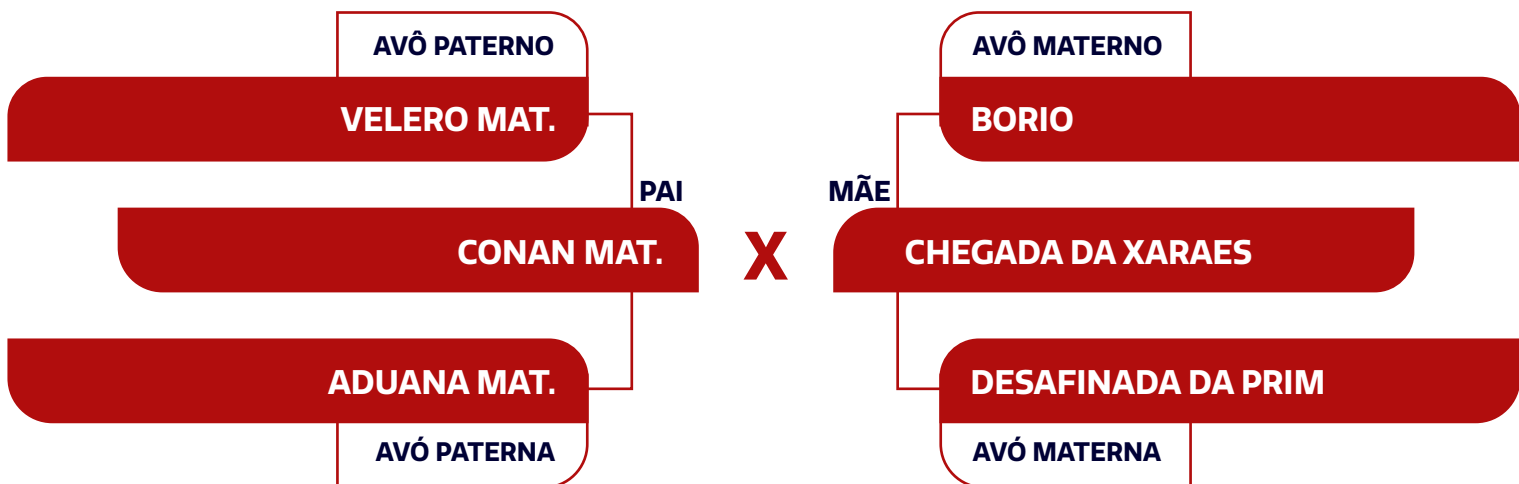 AVÔ PATERNO
VELERO MAT.
PAI
CONAN MAT.
ADUANA MAT.
AVÓ PATERNA
X
AVÔ MATERNO
BORIO
MÃE
CHEGADA DA XARAES
DESAFINADA DA PRIM
AVÓ MATERNA